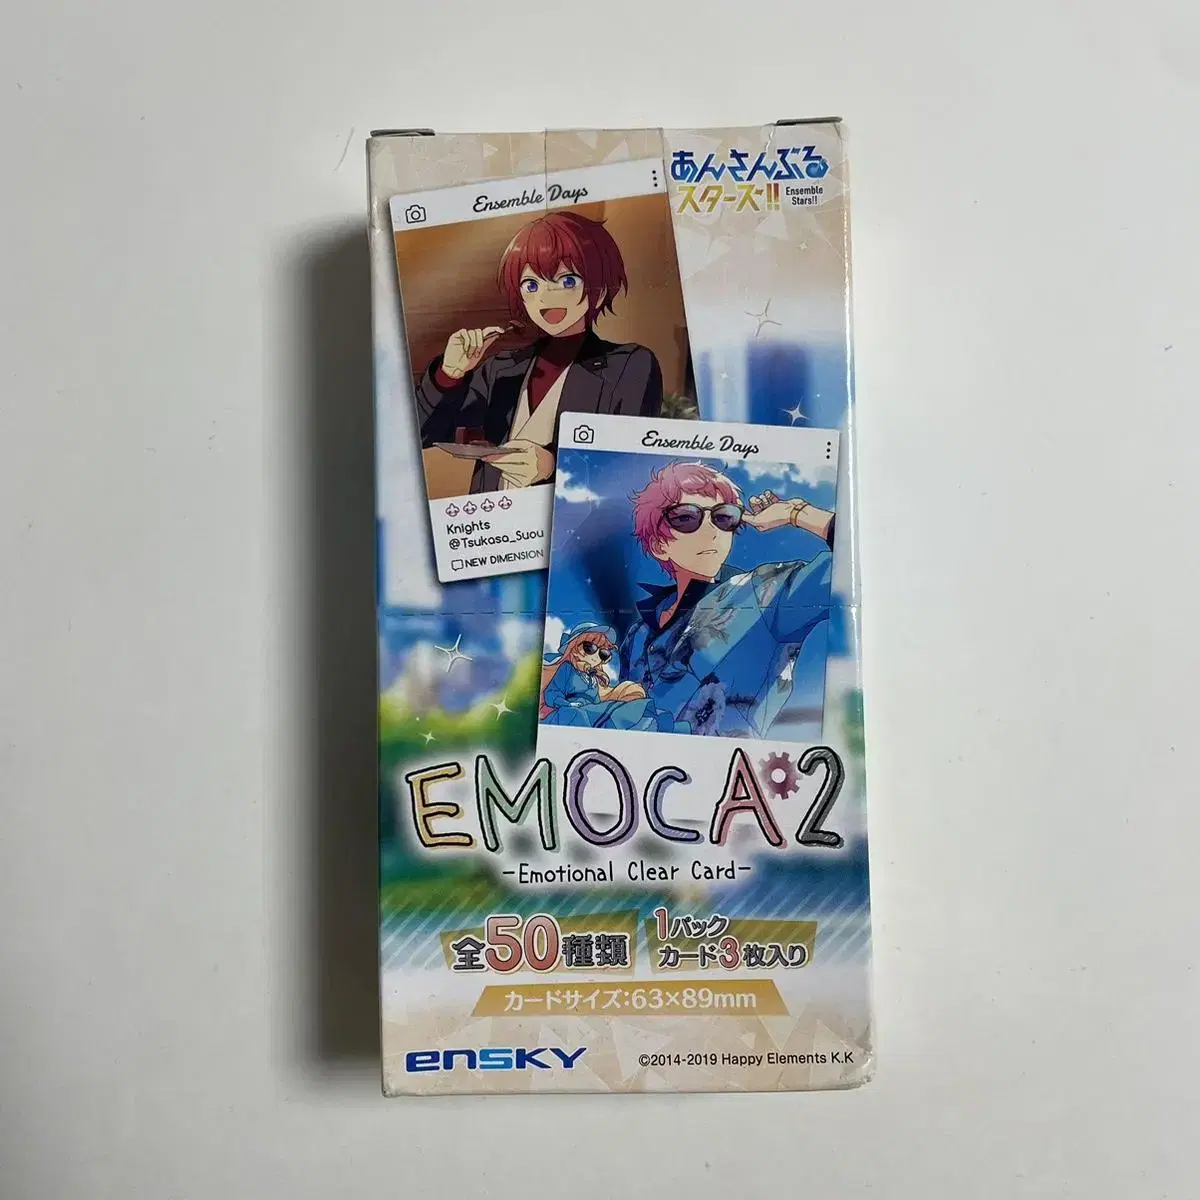 あんさんぶる
スターズ!!
Ensemble
Stars!!
Ensemble Days
Knights
@Tsukasa_Suou
NEW DIMENSION
Ensemble Days
EMOCA2
-Emotional Clear Card-
全50種類
1パック
カード3枚入り
カードサイズ:63×89mm
ensky
©2014-2019 Happy Elements K.K